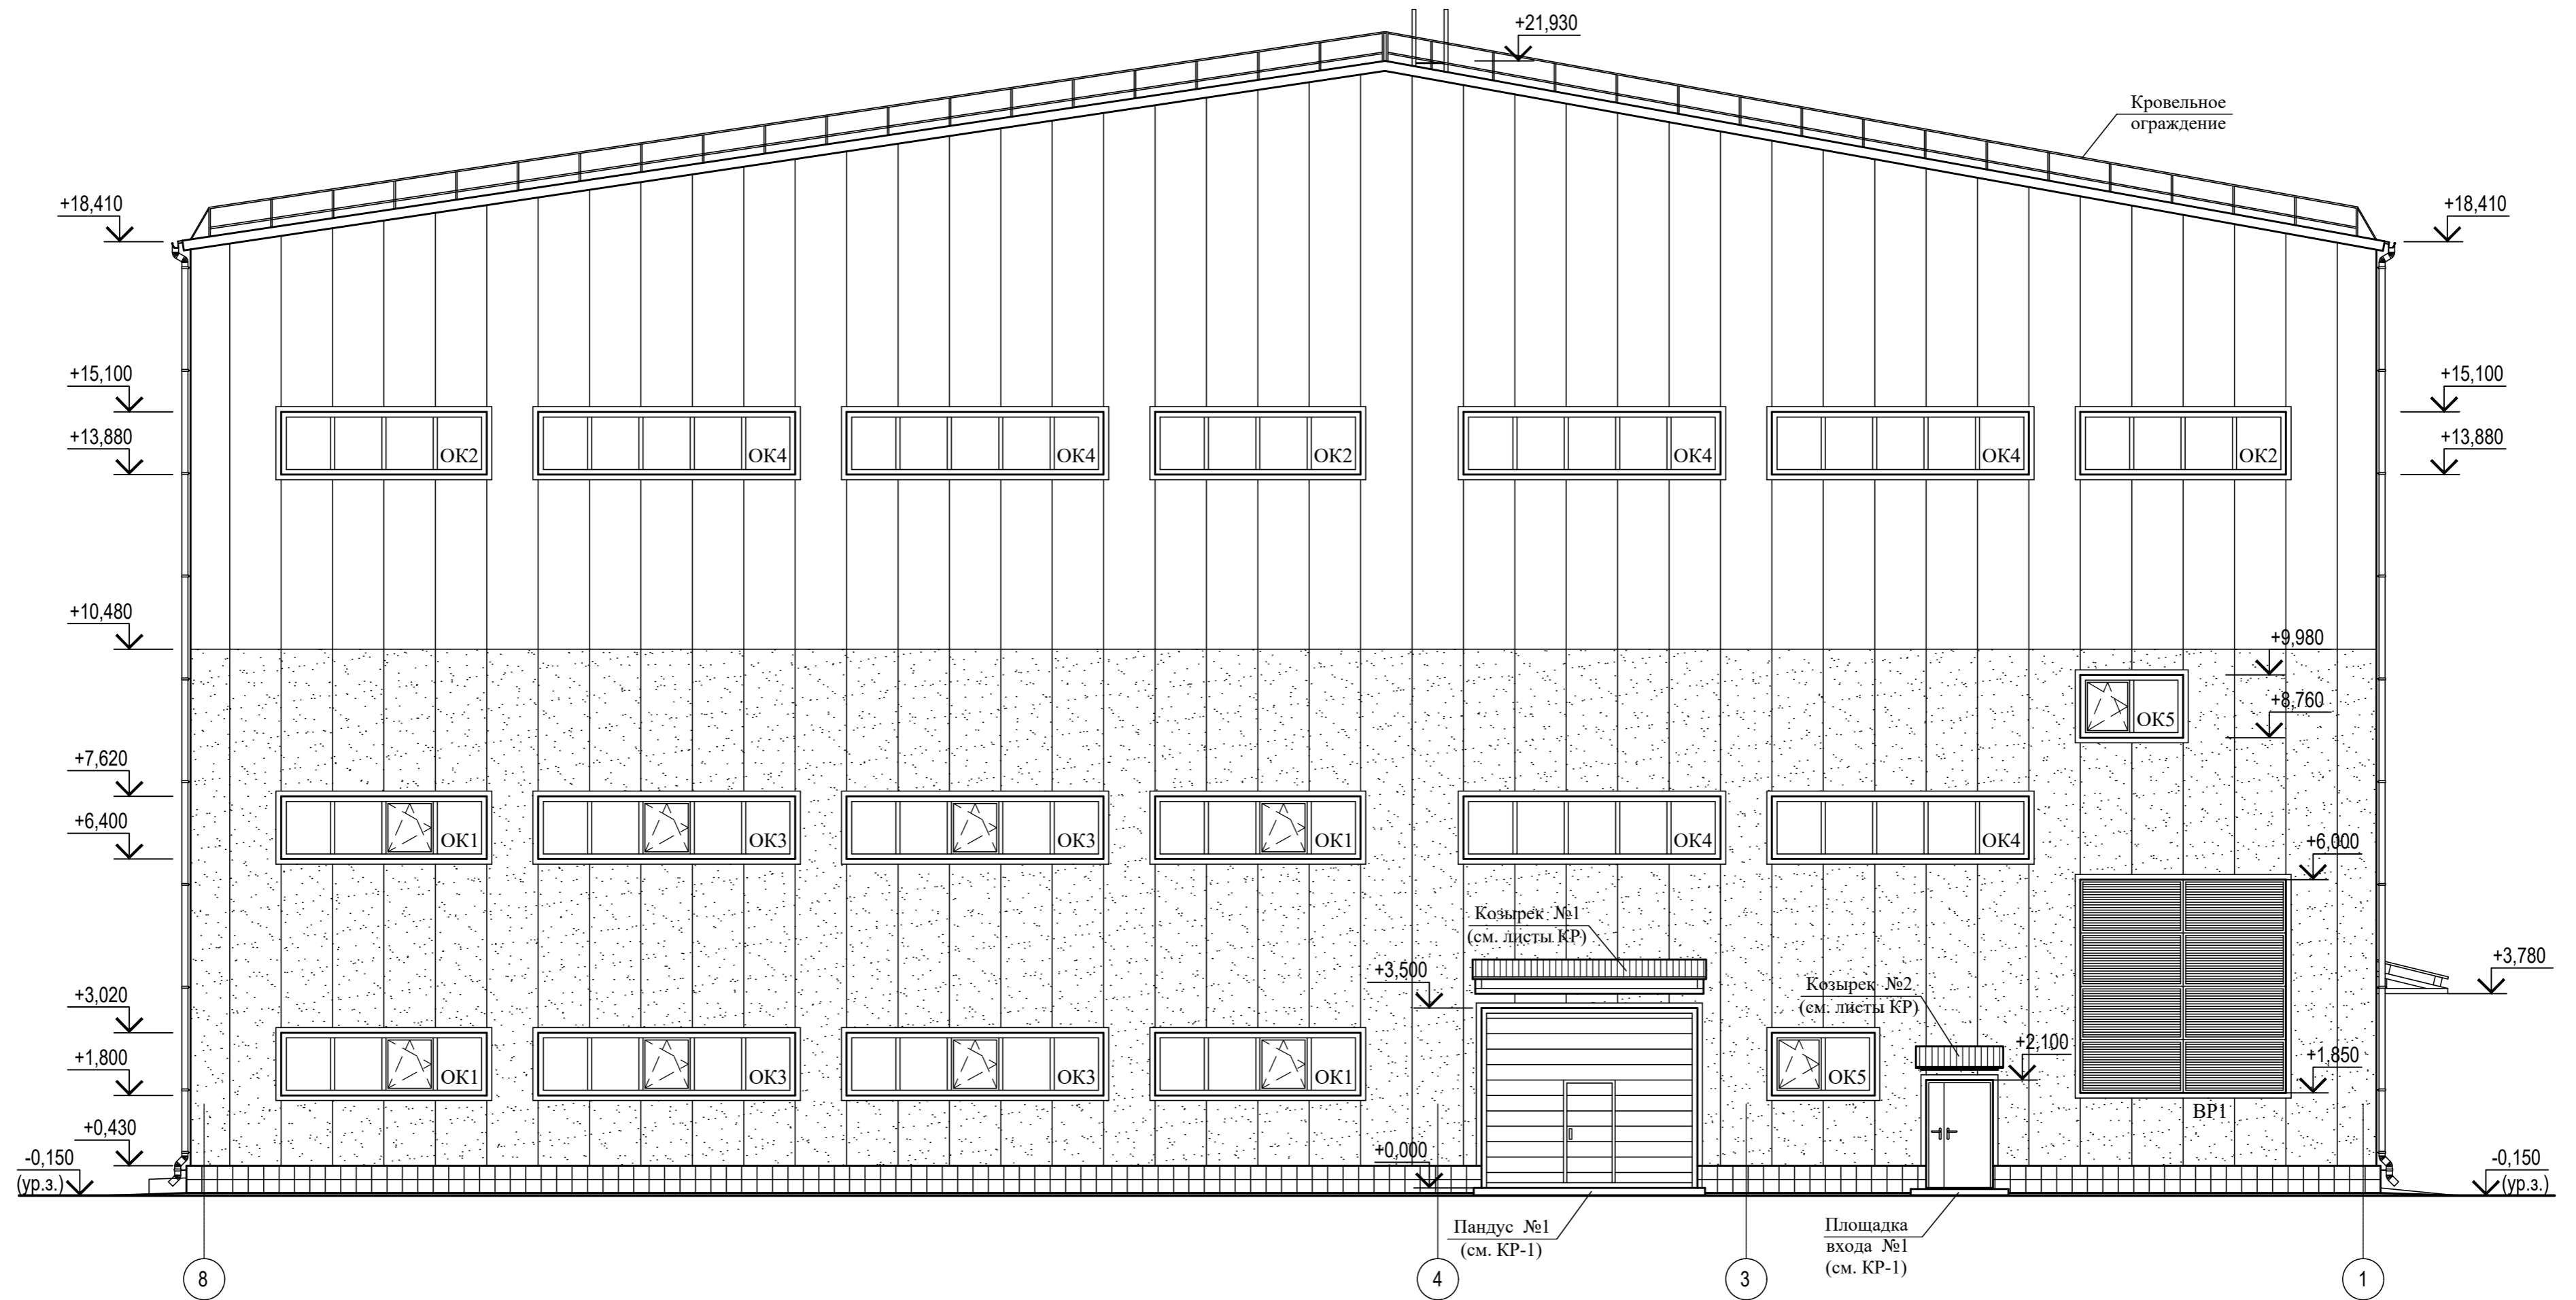 +21,930
Кровельное
ограждение
+18,410
+18,410
+15,100
+15,100
+13,880
+13,880
ОК2
ОК4
ОК4
ОК2
ОК4
ОК4
ОК2
+10,480
+9,980
+8,760
ОК5
+7,620
+6,400
ОК1
ОК3
ОК3
ОК1
ОК4
ОК4
+6,000
Козырек №1
(см. листы КР)
+3,500
+3,780
Козырек №2
(см. листы КР)
+3,020
+2,100
+1,850
+1,800
ОК1
ОК3
ОК3
ОК1
ОК5
ВР1
+0,430
+0,000
-0,150
(ур.з.)
-0,150
(ур.з.)
Пандус №1
(см. КР-1)
Площадка
входа №1
(см. КР-1)
8
4
3
1